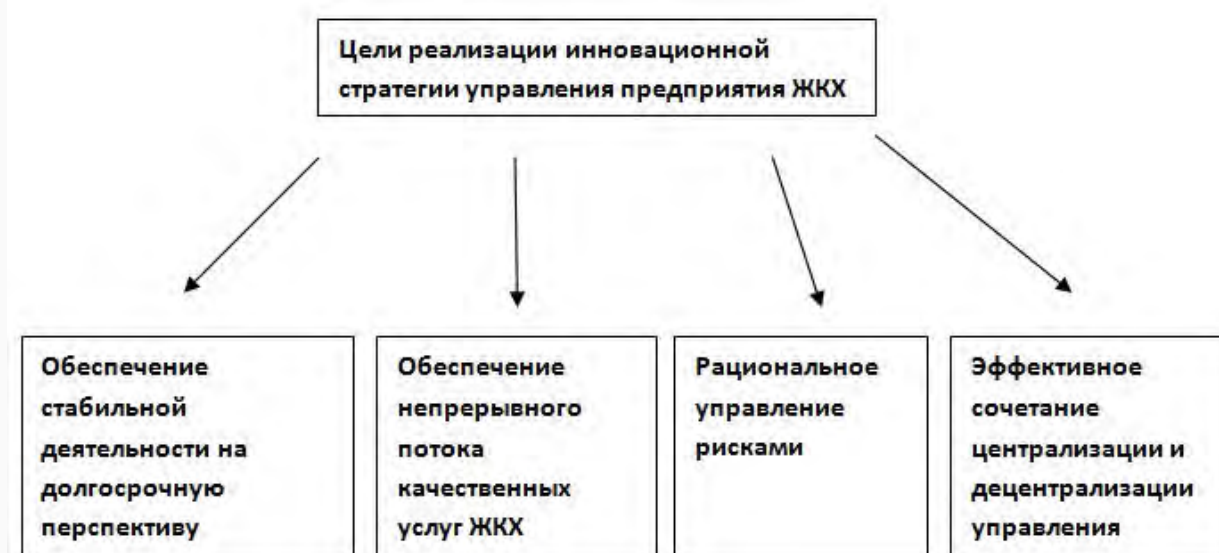 Цели реализации инновационной
стратегии управления предприятия ЖКХ
Обеспечение
стабильной
деятельности на
долгосрочную
перспективу
Обеспечение
непрерывного
потока
качественных
услуг ЖКХ
Рациональное
управление
рисками
Эффективное
сочетание
централизации и
децентрализации
управления